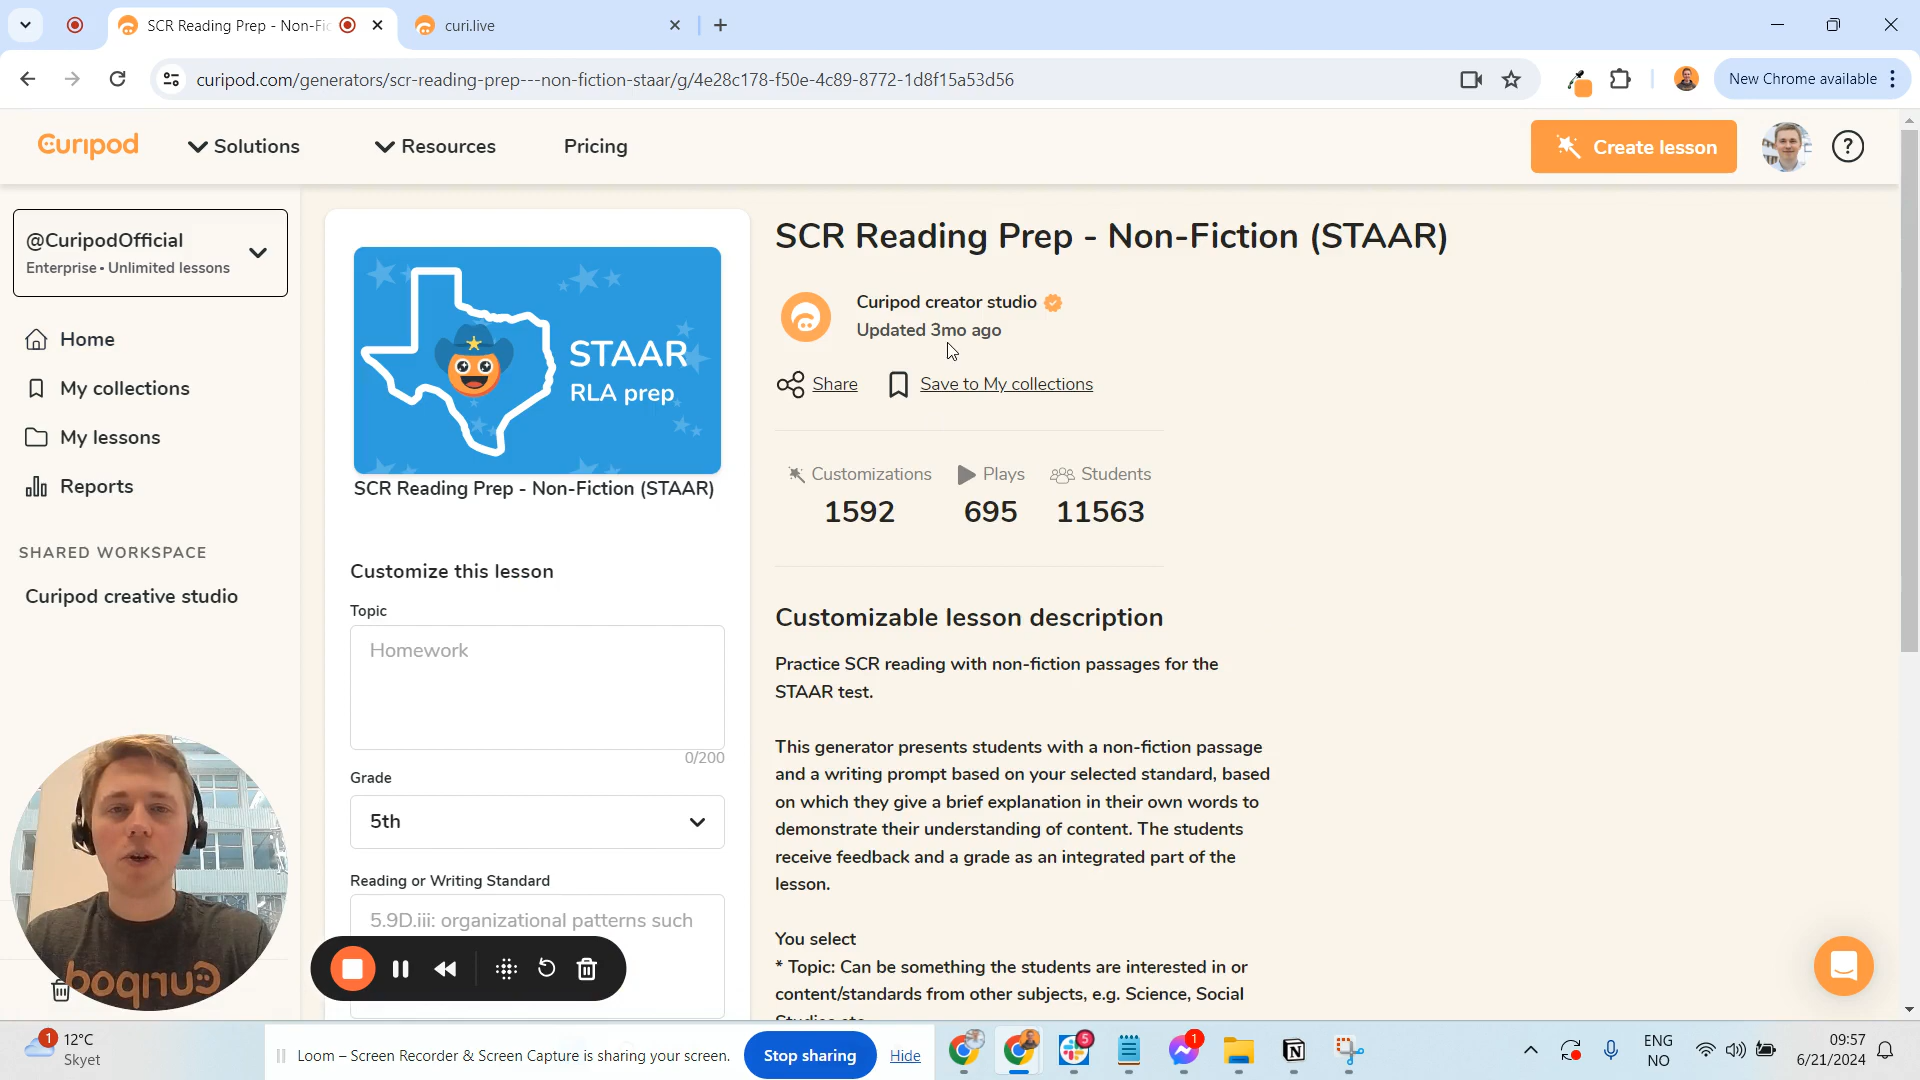 SCR Reading Prep - Non-Fic
curi.live
curipod.com/generators/scr-reading-prep---non-fiction-staar/g/4e28c178-f50e-4c89-8772-1d8f15a53d56
New Chrome available
Curipod
Solutions
Resources
Pricing
Create lesson
?
@CuripodOfficial
Enterprise • Unlimited lessons
Home
My collections
My lessons
Reports
SHARED WORKSPACE
Curipod creative studio
STAAR
RLA prep
SCR Reading Prep - Non-Fiction (STAAR)
Customize this lesson
Topic
Homework
0/200
Grade
5th
Reading or Writing Standard
5.9D.iii: organizational patterns such
SCR Reading Prep - Non-Fiction (STAAR)
Curipod creator studio
Updated 3mo ago
Share
Save to My collections
Customizations
Plays
Students
1592
695
11563
Customizable lesson description
Practice SCR reading with non-fiction passages for the
STAAR test.
This generator presents students with a non-fiction passage
and a writing prompt based on your selected standard, based
on which they give a brief explanation in their own words to
demonstrate their understanding of content. The students
receive feedback and a grade as an integrated part of the
lesson.
You select
* Topic: Can be something the students are interested in or
content/standards from other subjects, e.g. Science, Social
Studies etc.
Curipod
1
12°C
Skyet
Loom – Screen Recorder & Screen Capture is sharing your screen.
Stop sharing
Hide
5
1
ENG
NO
09:57
6/21/2024